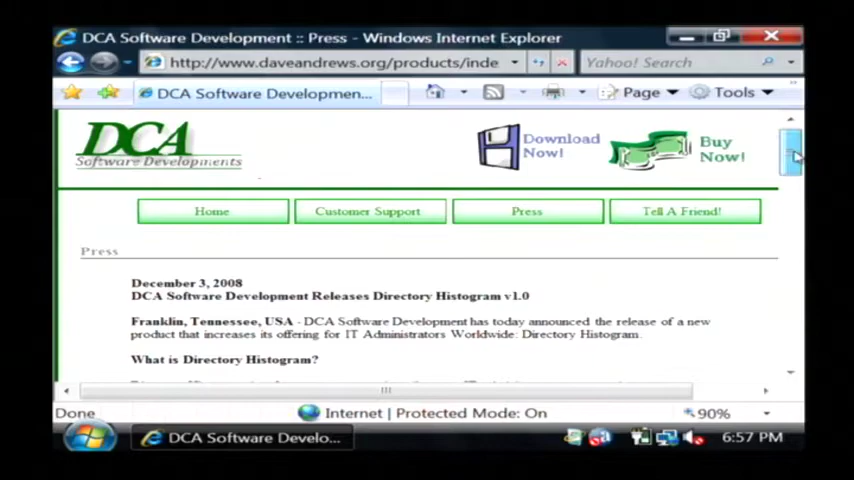 DCA Software Development :: Press - Windows Internet Explorer
http://www.daveandrews.org/products/inde
Yahoo! Search
DCA Software Developmen...
Page
Tools
DCA
Software Developments
Download
Now!
Buy
Now!
Home
Customer Support
Press
Tell A Friend!
Press
December 3, 2008
DCA Software Development Releases Directory Histogram v1.0
Franklin, Tennessee, USA - DCA Software Development has today announced the release of a new
product that increases its offering for IT Administrators Worldwide: Directory Histogram.
What is Directory Histogram?
Done
Internet | Protected Mode: On
90%
DCA Software Develo...
6:57 PM